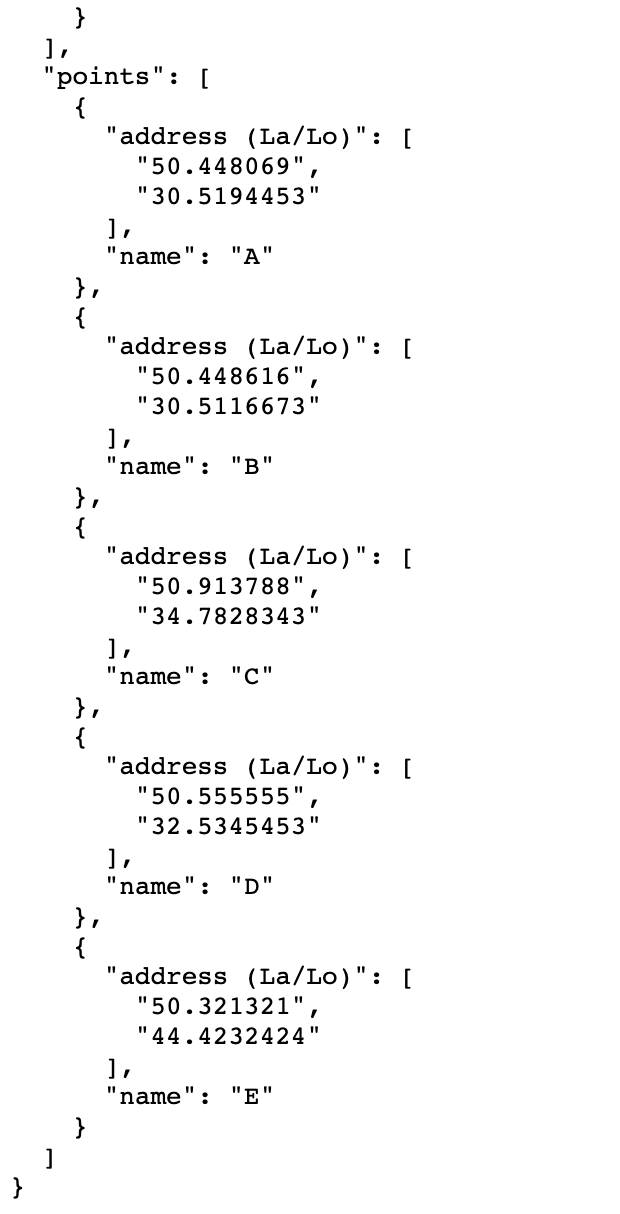 }
  ],
  "points": [
    {
      "address (La/Lo)": [
        "50.448069",
        "30.5194453"
      ],
      "name": "A"
    },
    {
      "address (La/Lo)": [
        "50.448616",
        "30.5116673"
      ],
      "name": "B"
    },
    {
      "address (La/Lo)": [
        "50.913788",
        "34.7828343"
      ],
      "name": "C"
    },
    {
      "address (La/Lo)": [
        "50.555555",
        "32.5345453"
      ],
      "name": "D"
    },
    {
      "address (La/Lo)": [
        "50.321321",
        "44.4232424"
      ],
      "name": "E"
    }
  ]
}